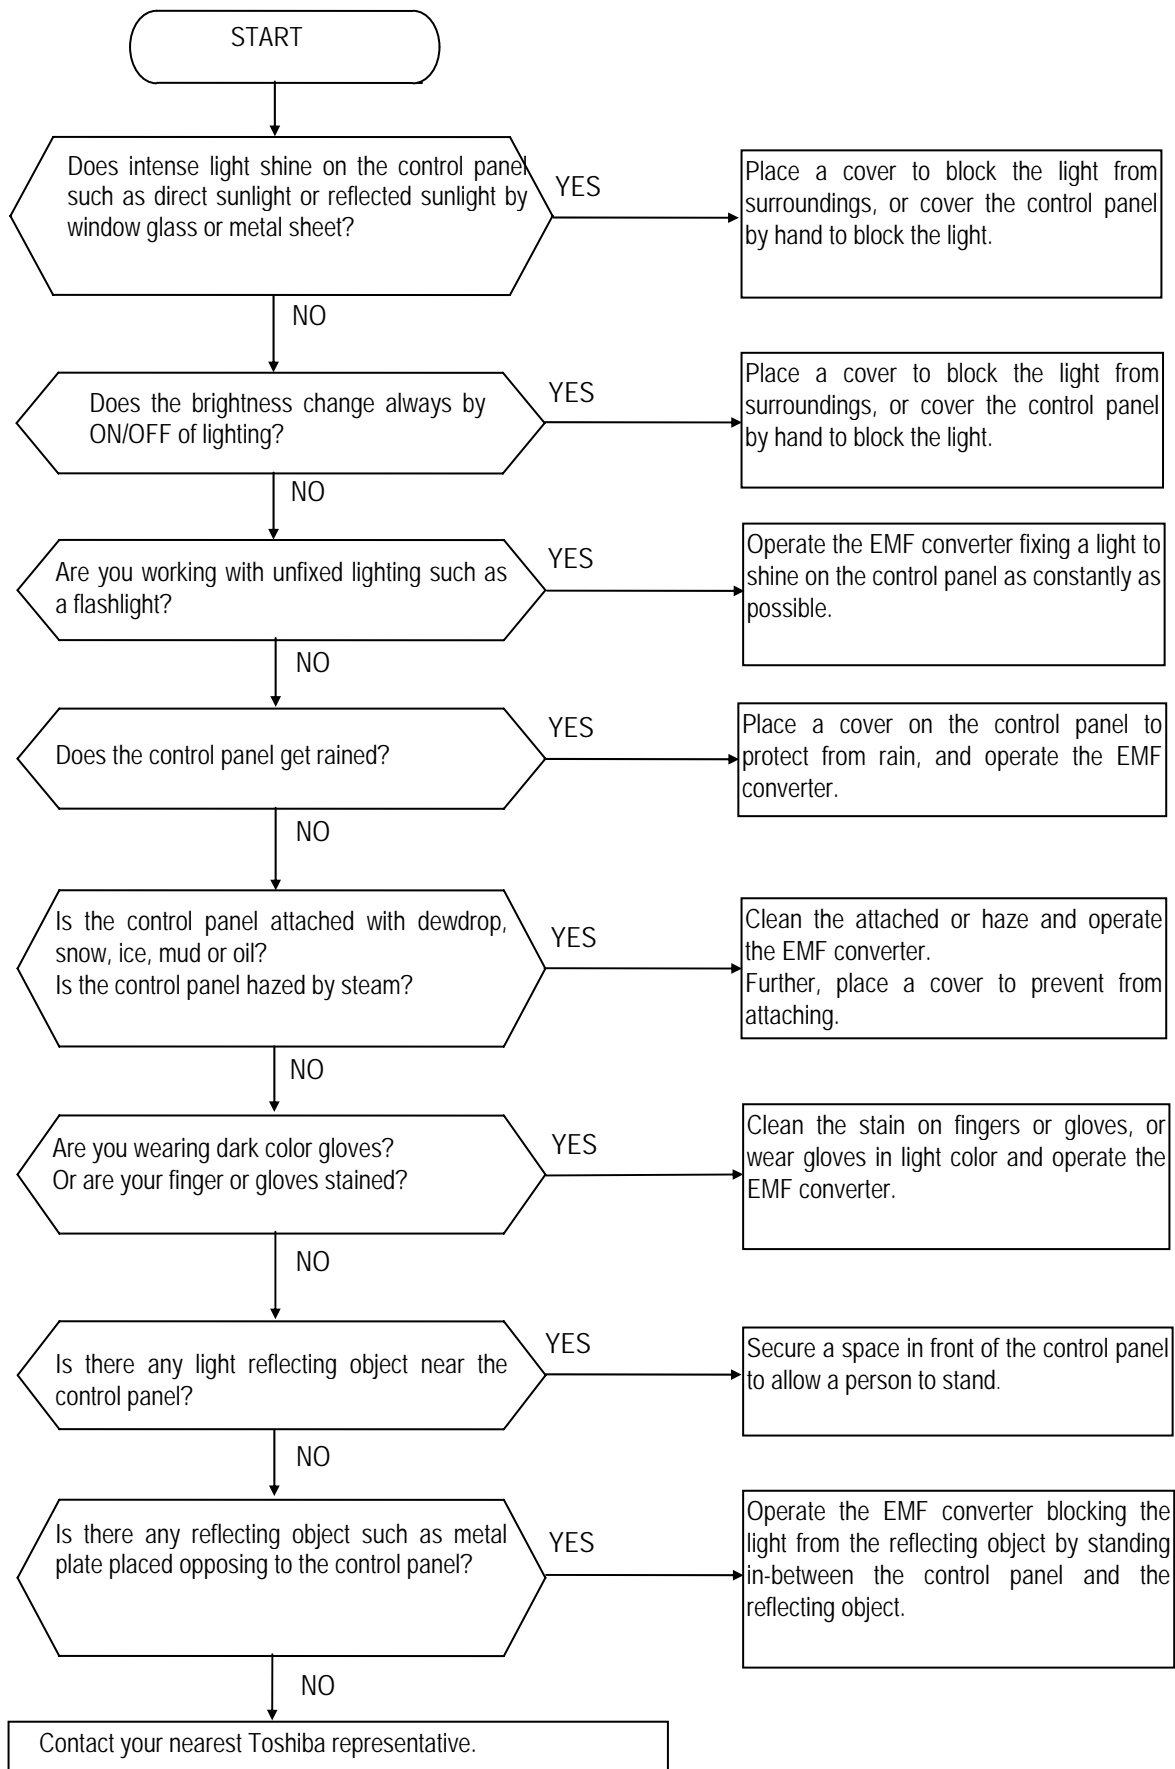 START
Does intense light shine on the control panel
such as direct sunlight or reflected sunlight by
window glass or metal sheet?
YES
Place a cover to block the light from
surroundings, or cover the control panel
by hand to block the light.
NO
Does the brightness change always by
ON/OFF of lighting?
YES
Place a cover to block the light from
surroundings, or cover the control panel
by hand to block the light.
NO
Are you working with unfixed lighting such as
a flashlight?
YES
Operate the EMF converter fixing a light to
shine on the control panel as constantly as
possible.
NO
Does the control panel get rained?
YES
Place a cover on the control panel to
protect from rain, and operate the EMF
converter.
NO
Is the control panel attached with dewdrop,
snow, ice, mud or oil?
Is the control panel hazed by steam?
YES
Clean the attached or haze and operate
the EMF converter.
Further, place a cover to prevent from
attaching.
NO
Are you wearing dark color gloves?
Or are your finger or gloves stained?
YES
Clean the stain on fingers or gloves, or
wear gloves in light color and operate the
EMF converter.
NO
Is there any light reflecting object near the
control panel?
YES
Secure a space in front of the control panel
to allow a person to stand.
NO
Is there any reflecting object such as metal
plate placed opposing to the control panel?
YES
Operate the EMF converter blocking the
light from the reflecting object by standing
in-between the control panel and the
reflecting object.
NO
Contact your nearest Toshiba representative.